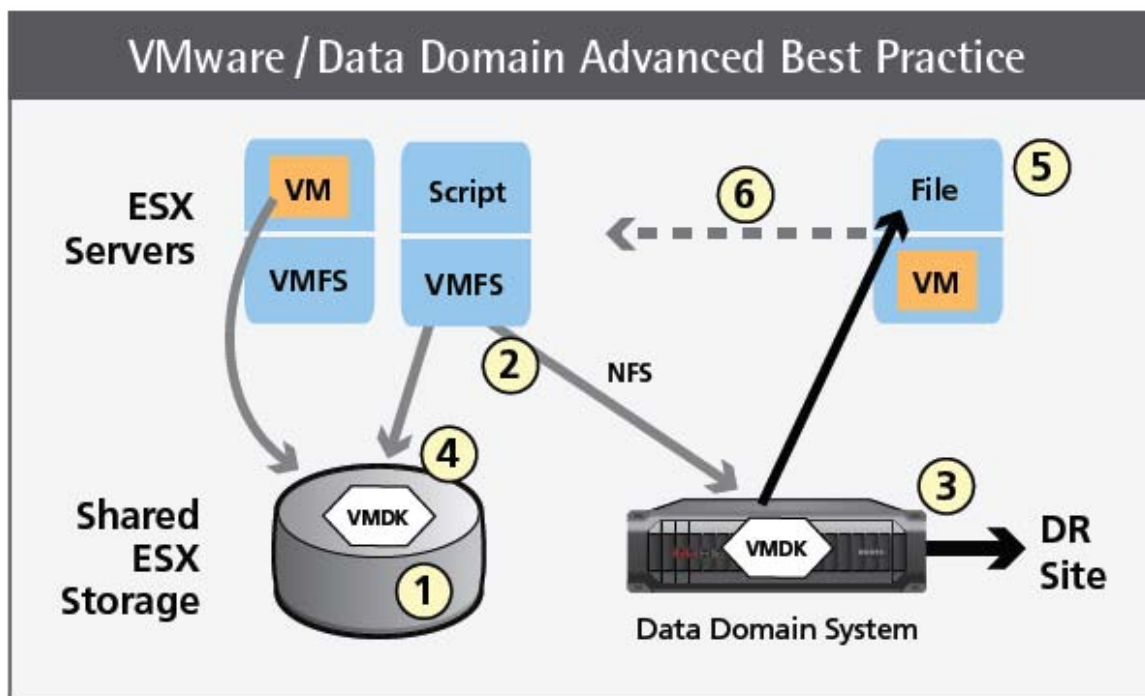 VMware / Data Domain Advanced Best Practice
ESX
Servers
VM
VMFS
Script
VMFS
6
File
VM
5
2
NFS
Shared
ESX
Storage
4
VMDK
1
VMDK
3
DR
Site
Data Domain System